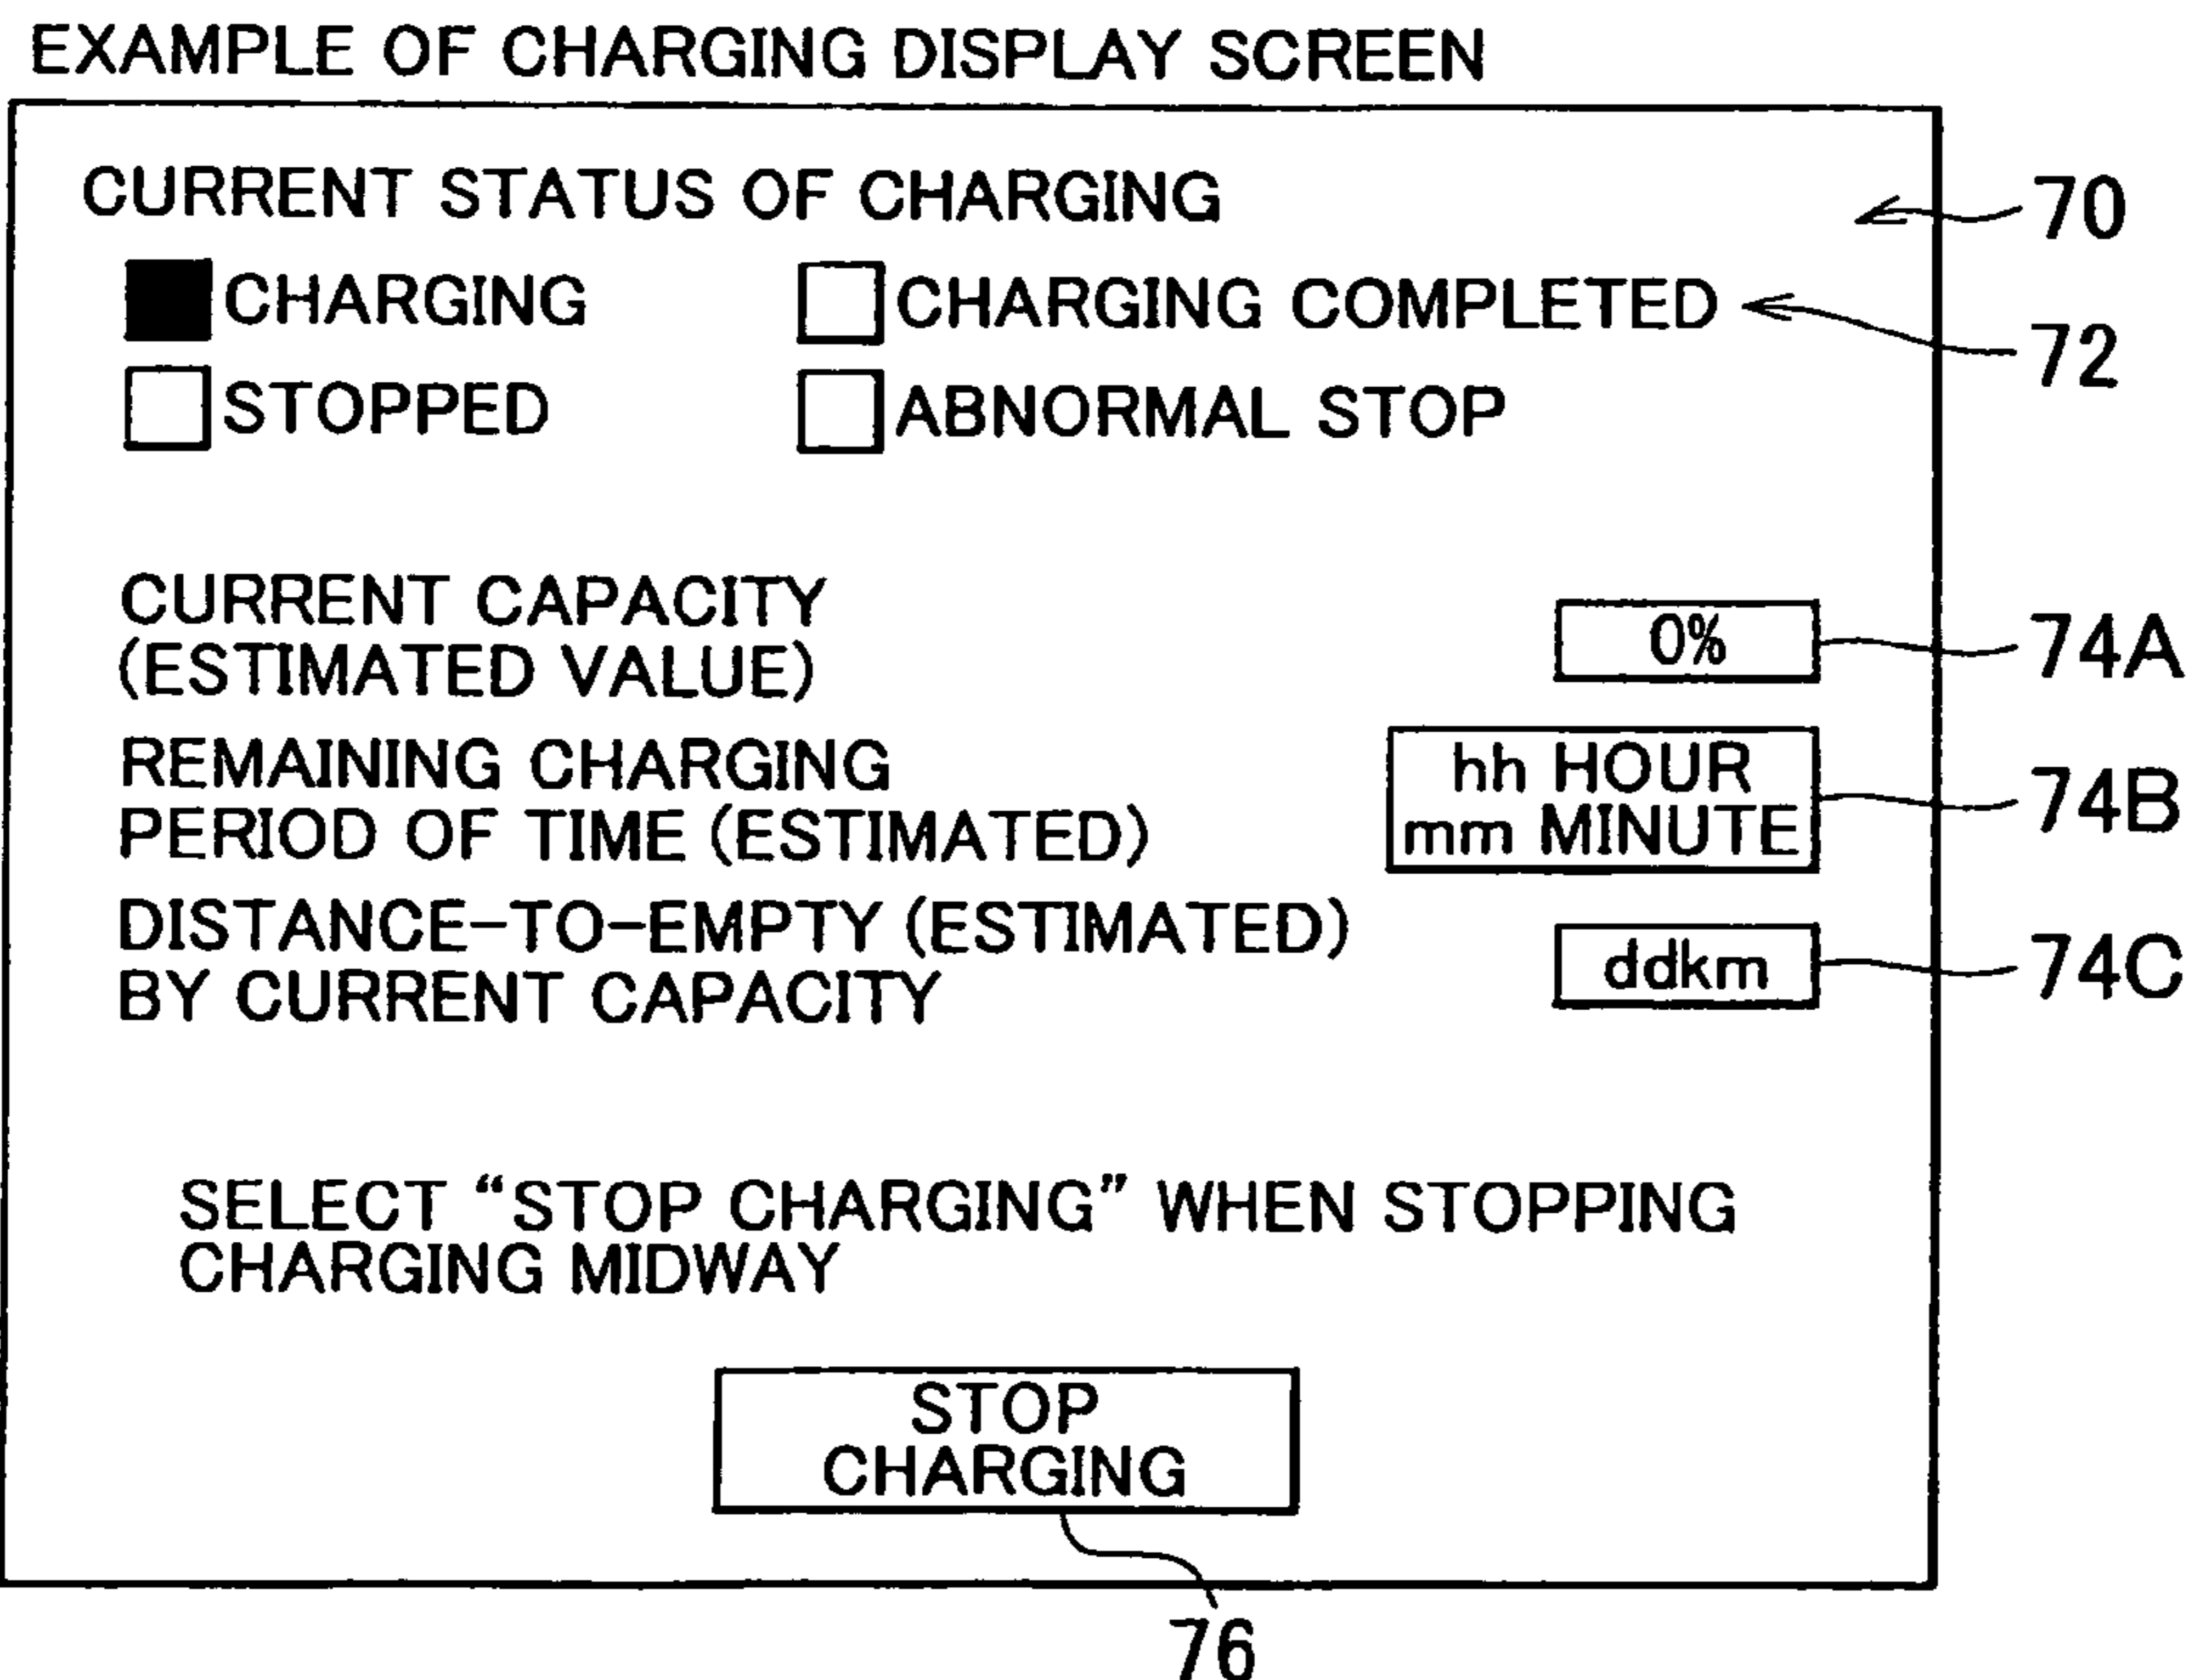 EXAMPLE OF CHARGING DISPLAY SCREEN
CURRENT STATUS OF CHARGING
70
CHARGING
CHARGING COMPLETED
72
STOPPED
ABNORMAL STOP
CURRENT CAPACITY
(ESTIMATED VALUE)
0%
74A
REMAINING CHARGING
PERIOD OF TIME (ESTIMATED)
hh HOUR
mm MINUTE
74B
DISTANCE-TO-EMPTY (ESTIMATED)
BY CURRENT CAPACITY
ddkm
74C
SELECT “STOP CHARGING” WHEN STOPPING
CHARGING MIDWAY
STOP
CHARGING
76